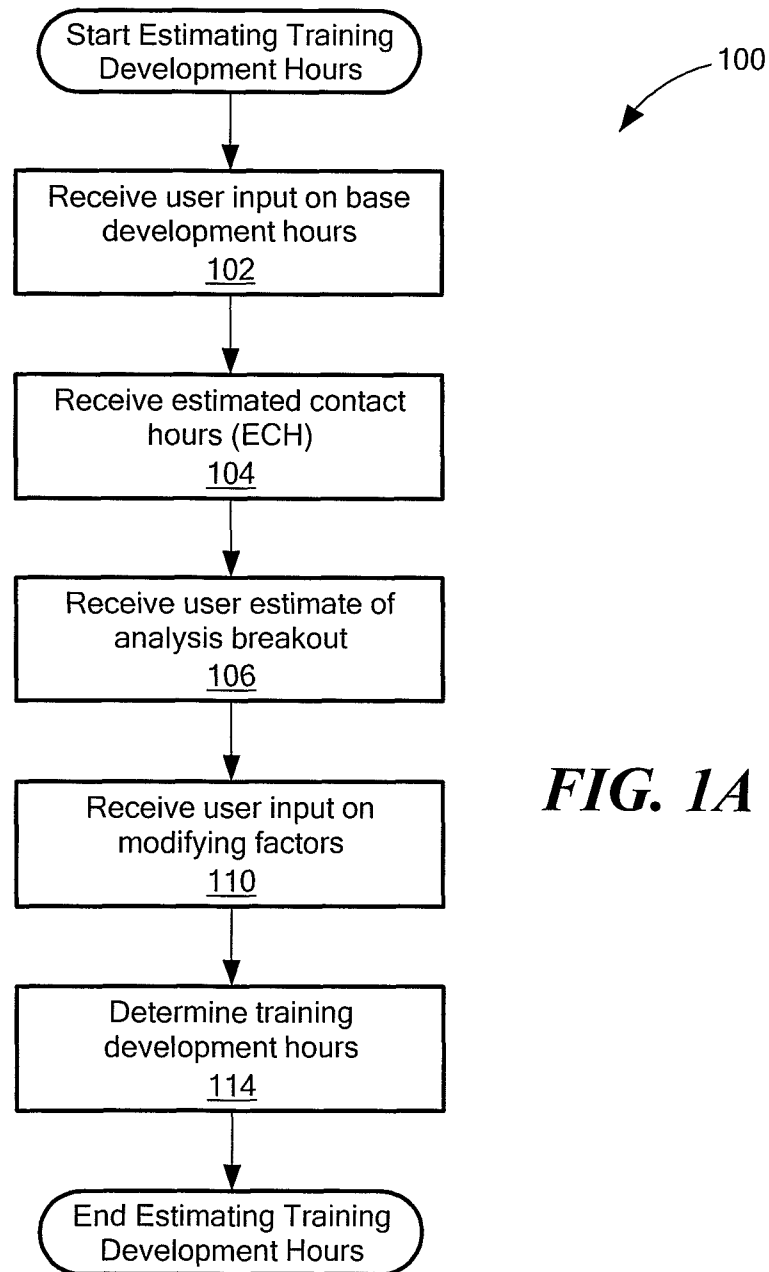 Start Estimating Training
Development Hours
100
Receive user input on base
development hours
102
Receive estimated contact
hours (ECH)
104
Receive user estimate of
analysis breakout
106
Receive user input on
modifying factors
110
FIG. 1A
Determine training
development hours
114
End Estimating Training
Development Hours